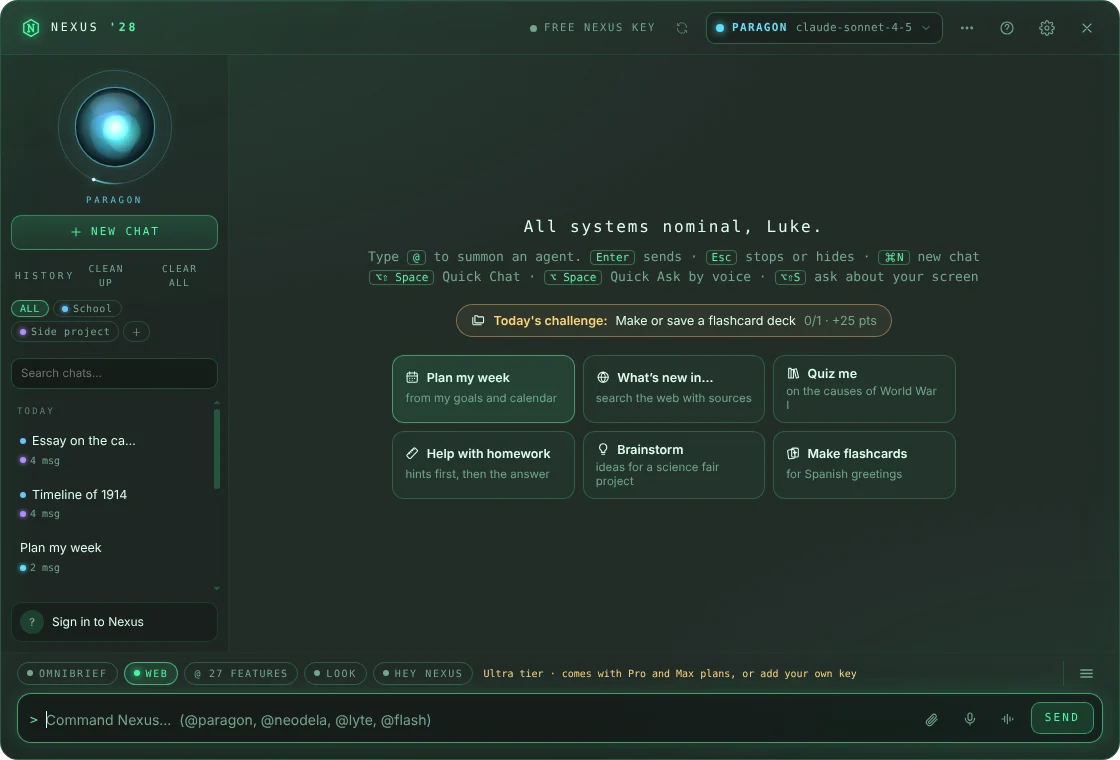 NEXUS '28
FREE NEXUS KEY
PARAGON claude-sonnet-4-5
PARAGON
+ NEW CHAT
HISTORY CLEAN UP CLEAR ALL
ALL School
Side project +
Search chats...
TODAY
Essay on the ca...
4 msg
Timeline of 1914
4 msg
Plan my week
2 msg
? Sign in to Nexus
All systems nominal, Luke.
Type @ to summon an agent. Enter sends · Esc stops or hides · ⌘N new chat
⌥⇧ Space Quick Chat · ⌥ Space Quick Ask by voice · ⌥⇧S ask about your screen
Today's challenge: Make or save a flashcard deck 0/1 · +25 pts
Plan my week
from my goals and calendar
What's new in...
search the web with sources
Quiz me
on the causes of World War
I
Help with homework
hints first, then the answer
Brainstorm
ideas for a science fair
project
Make flashcards
for Spanish greetings
OMNIBRIEF WEB @ 27 FEATURES LOOK HEY NEXUS Ultra tier · comes with Pro and Max plans, or add your own key
> Command Nexus... (@paragon, @neodela, @lyte, @flash)
SEND